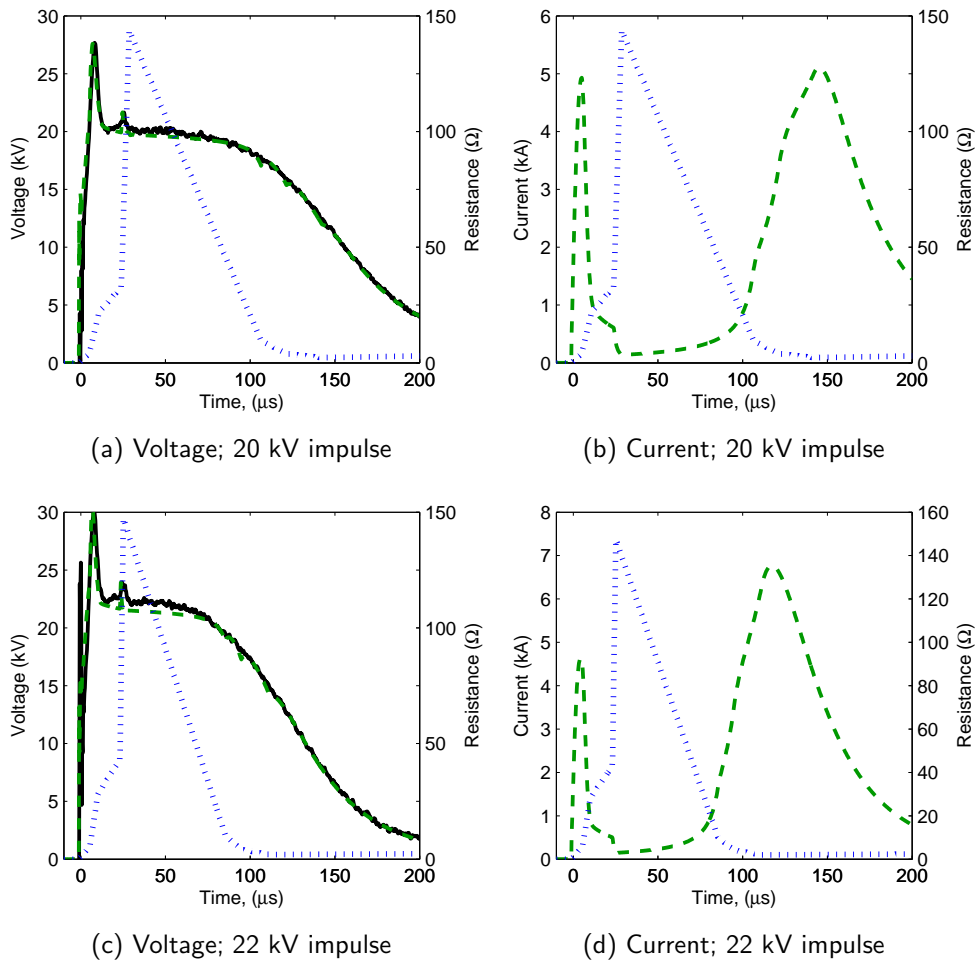 30
25
20
15
10
5
0
150
100
50
0
0 50 100 150 200
Voltage (kV)
Resistance (Ω)
Time, (μs)
(a) Voltage; 20 kV impulse
6
5
4
3
2
1
0
150
100
50
0
0 50 100 150 200
Current (kA)
Resistance (Ω)
Time, (μs)
(b) Current; 20 kV impulse
30
25
20
15
10
5
0
150
100
50
0
0 50 100 150 200
Voltage (kV)
Resistance (Ω)
Time, (μs)
(c) Voltage; 22 kV impulse
8
7
6
5
4
3
2
1
0
160
140
120
100
80
60
40
20
0
0 50 100 150 200
Current (kA)
Resistance (Ω)
Time, (μs)
(d) Current; 22 kV impulse